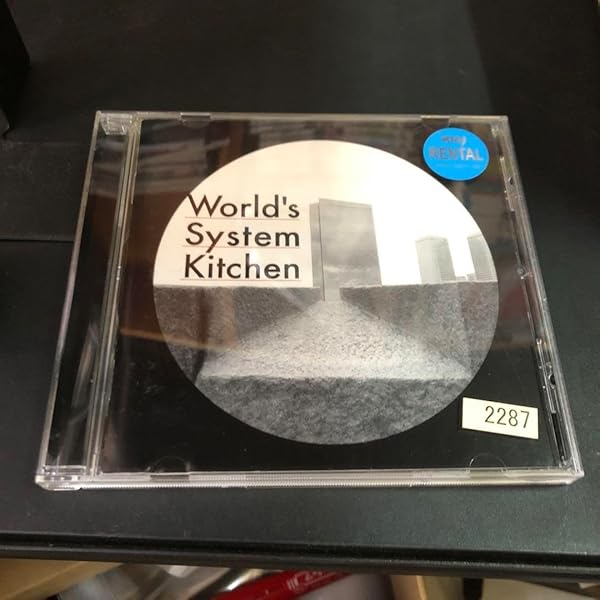 World's
System
Kitchen
RENTAL
2287